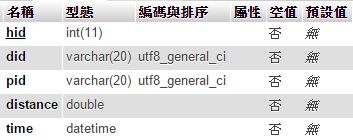 名稱 型態 編碼與排序 屬性 空值 預設值
hid int(11) 否 無
did varchar(20) utf8_general_ci 否 無
pid varchar(20) utf8_general_ci 否 無
distance double 否 無
time datetime 否 無